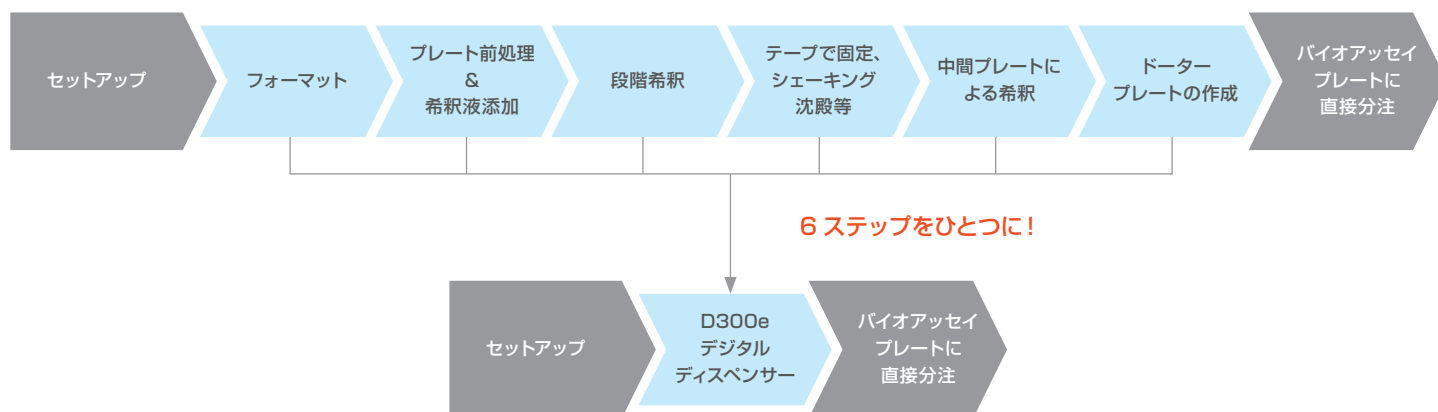 セットアップ
フォーマット
プレート前処理
&
希釈液添加
段階希釈
テープで固定、
シェーキング
沈殿等
中間プレートに
よる希釈
ドーター
プレートの作成
バイオアッセイ
プレートに
直接分注
6 ステップをひとつに!
セットアップ
D300e
デジタル
ディスペンサー
バイオアッセイ
プレートに
直接分注